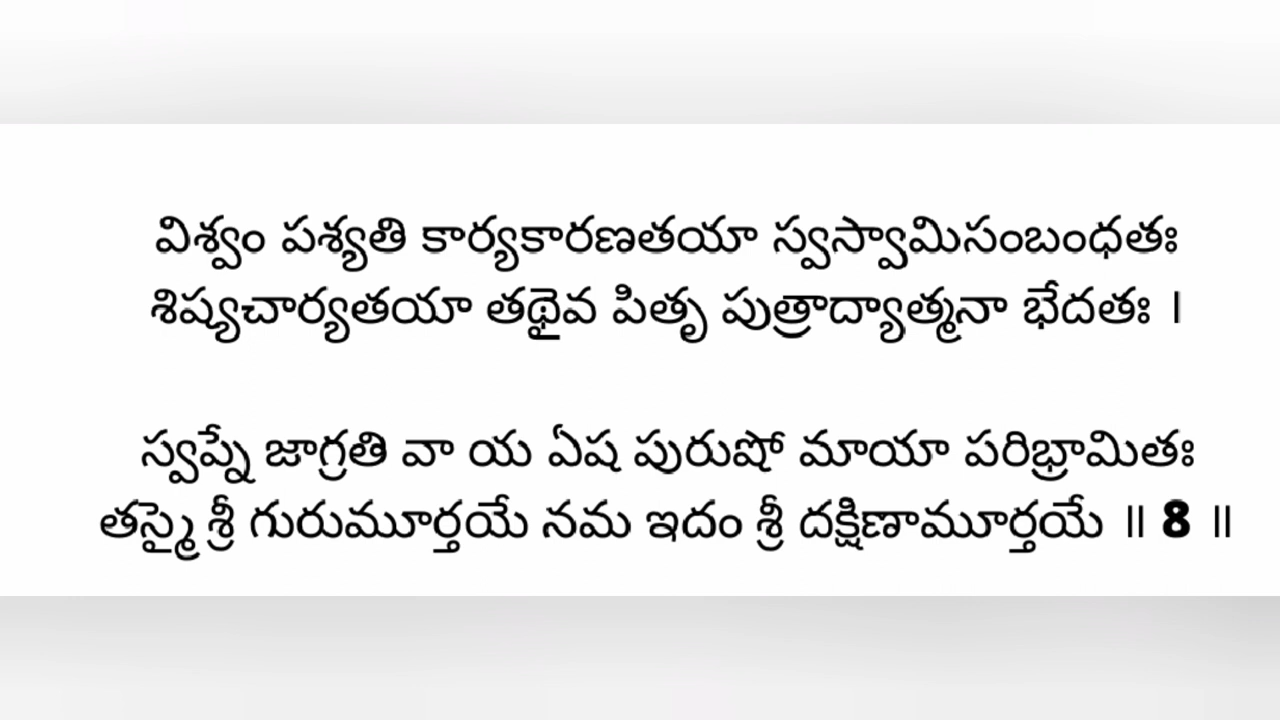 విశ్వం పశ్యతి కార్యకారణతయా స్వస్వామిసంబంధతః
శిష్యచార్యతయా తథైవ పితృ పుత్రాద్యాత్మనా భేదతః ।
స్వప్నే జాగ్రతి వా య ఏష పురుషో మాయా పరిభ్రామితః
తస్మై శ్రీ గురుమూర్తయే నమ ఇదం శ్రీ దక్షిణామూర్తయే ॥ 8 ॥